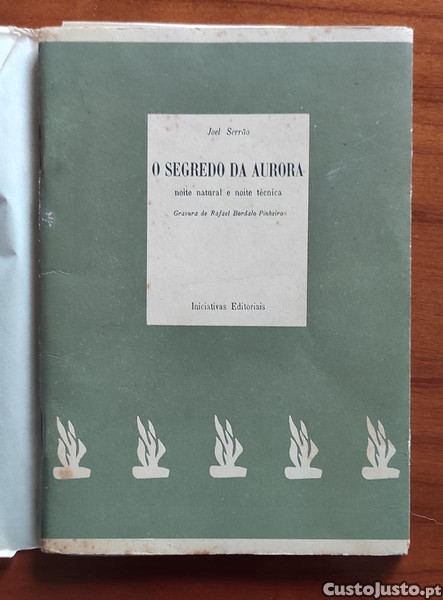 Joel Serrão
O SEGREDO DA AURORA
noite natural e noite técnica
Gravura de Rafael Bordalo Pinheiro
Iniciativas Editoriais
CustoJusto.pt